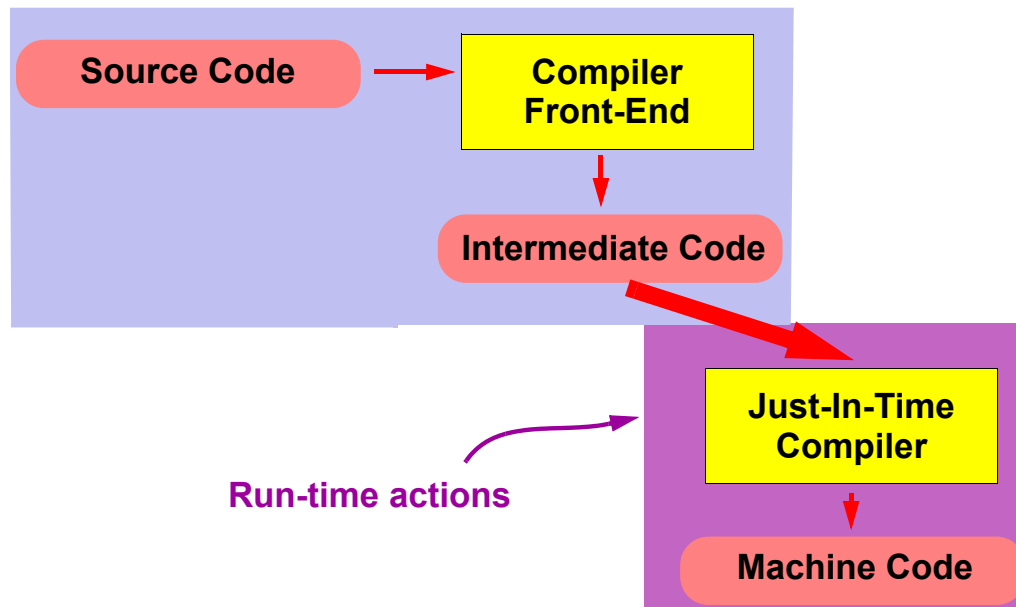 Source Code
Compiler
Front-End
Intermediate Code
Just-In-Time
Compiler
Run-time actions
Machine Code